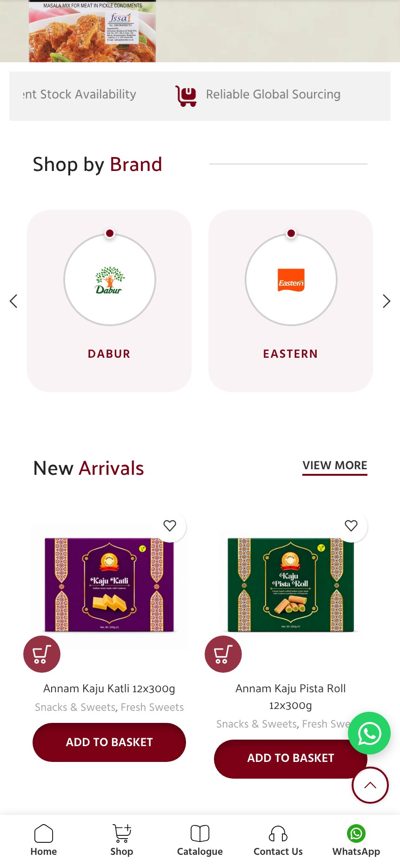 MASALA MIX FOR MEAT IN PICKLE CONDIMENTS
fssai
nt Stock Availability
Reliable Global Sourcing
Shop by Brand
Dabur
Eastern
DABUR
EASTERN
New Arrivals
VIEW MORE
Kaju Katli
Kaju
Pista Roll
Annam Kaju Katli 12x300g
Snacks & Sweets, Fresh Sweets
ADD TO BASKET
Annam Kaju Pista Roll
12x300g
Snacks & Sweets, Fresh Swe
ADD TO BASKET
Home
Shop
Catalogue
Contact Us
WhatsApp